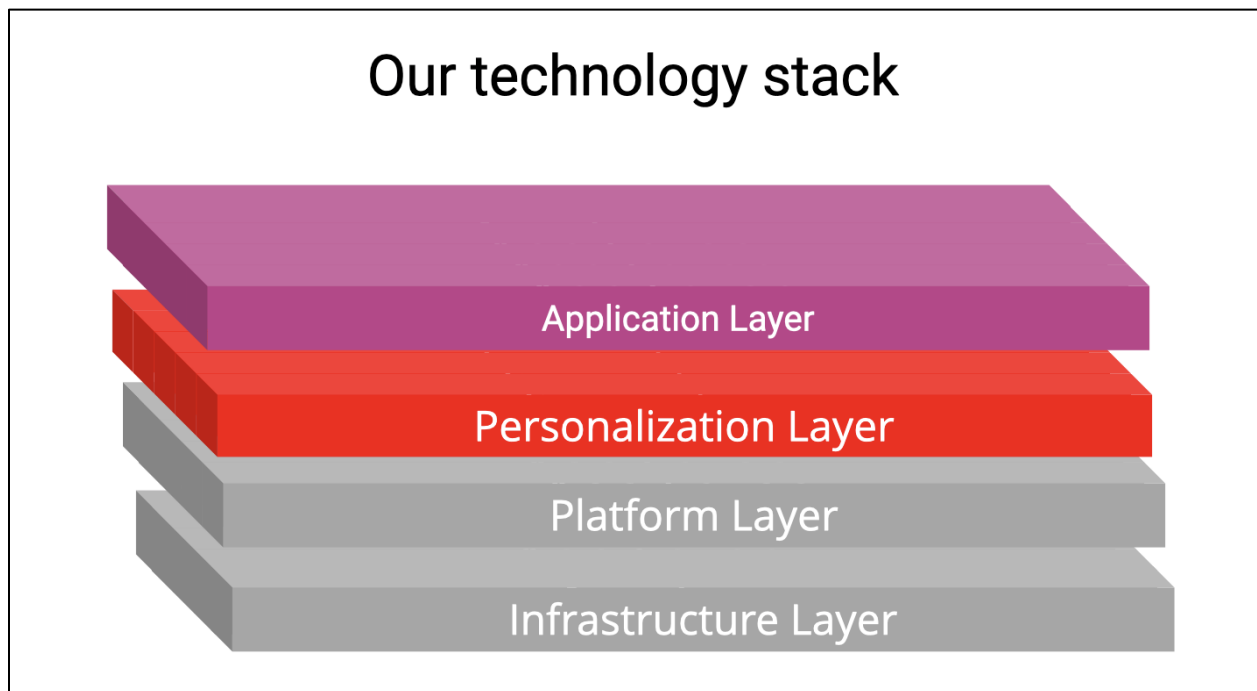 Our technology stack
Application Layer
Personalization Layer
Platform Layer
Infrastructure Layer